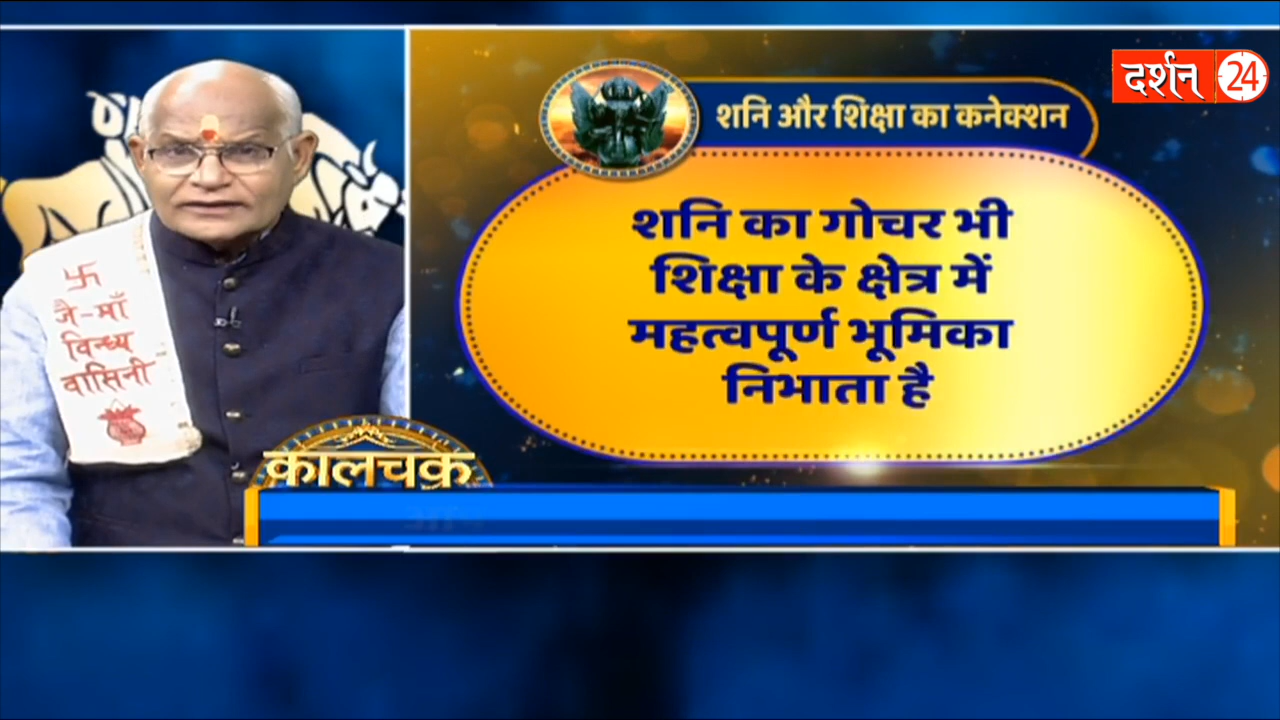 दर्शन 24
शनि और शिक्षा का कनेक्शन
शनि का गोचर भी
शिक्षा के क्षेत्र में
महत्वपूर्ण भूमिका
निभाता है
जै-माँ
विन्ध्य
वासिनी
कालचक्र